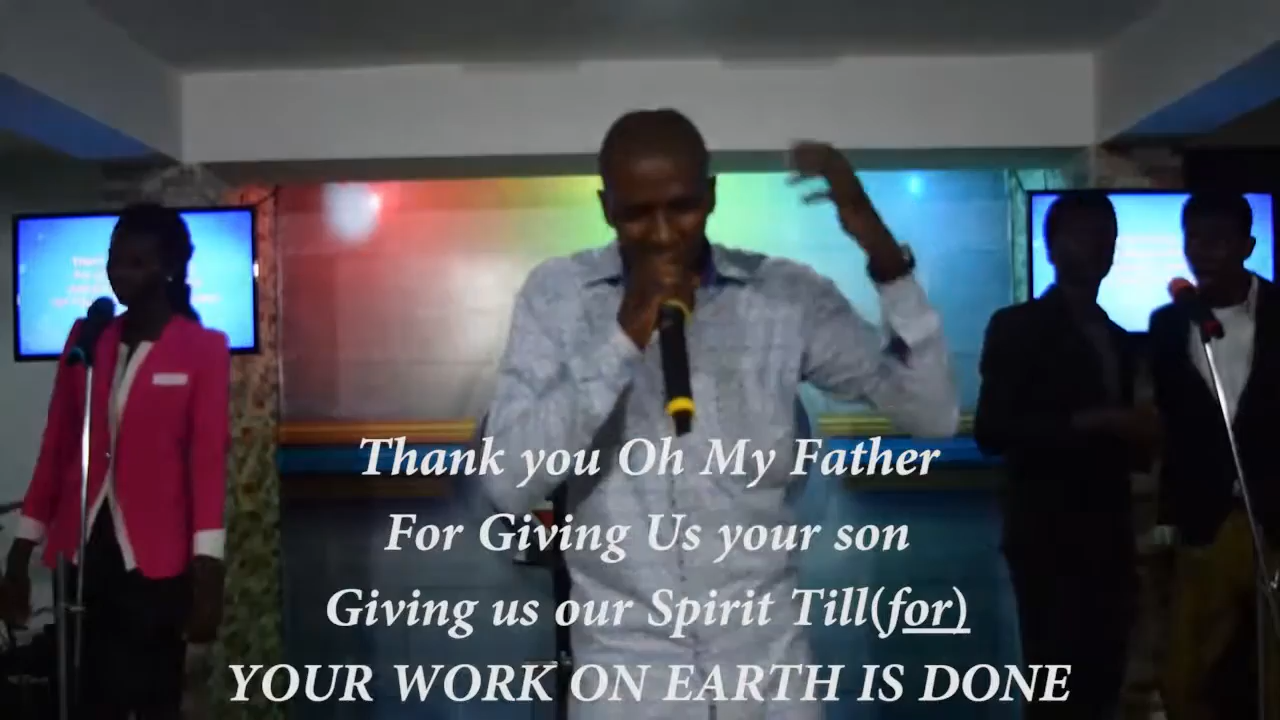 Thank you Oh My Father
For Giving Us your son
Giving us our Spirit Till(for)
YOUR WORK ON EARTH IS DONE